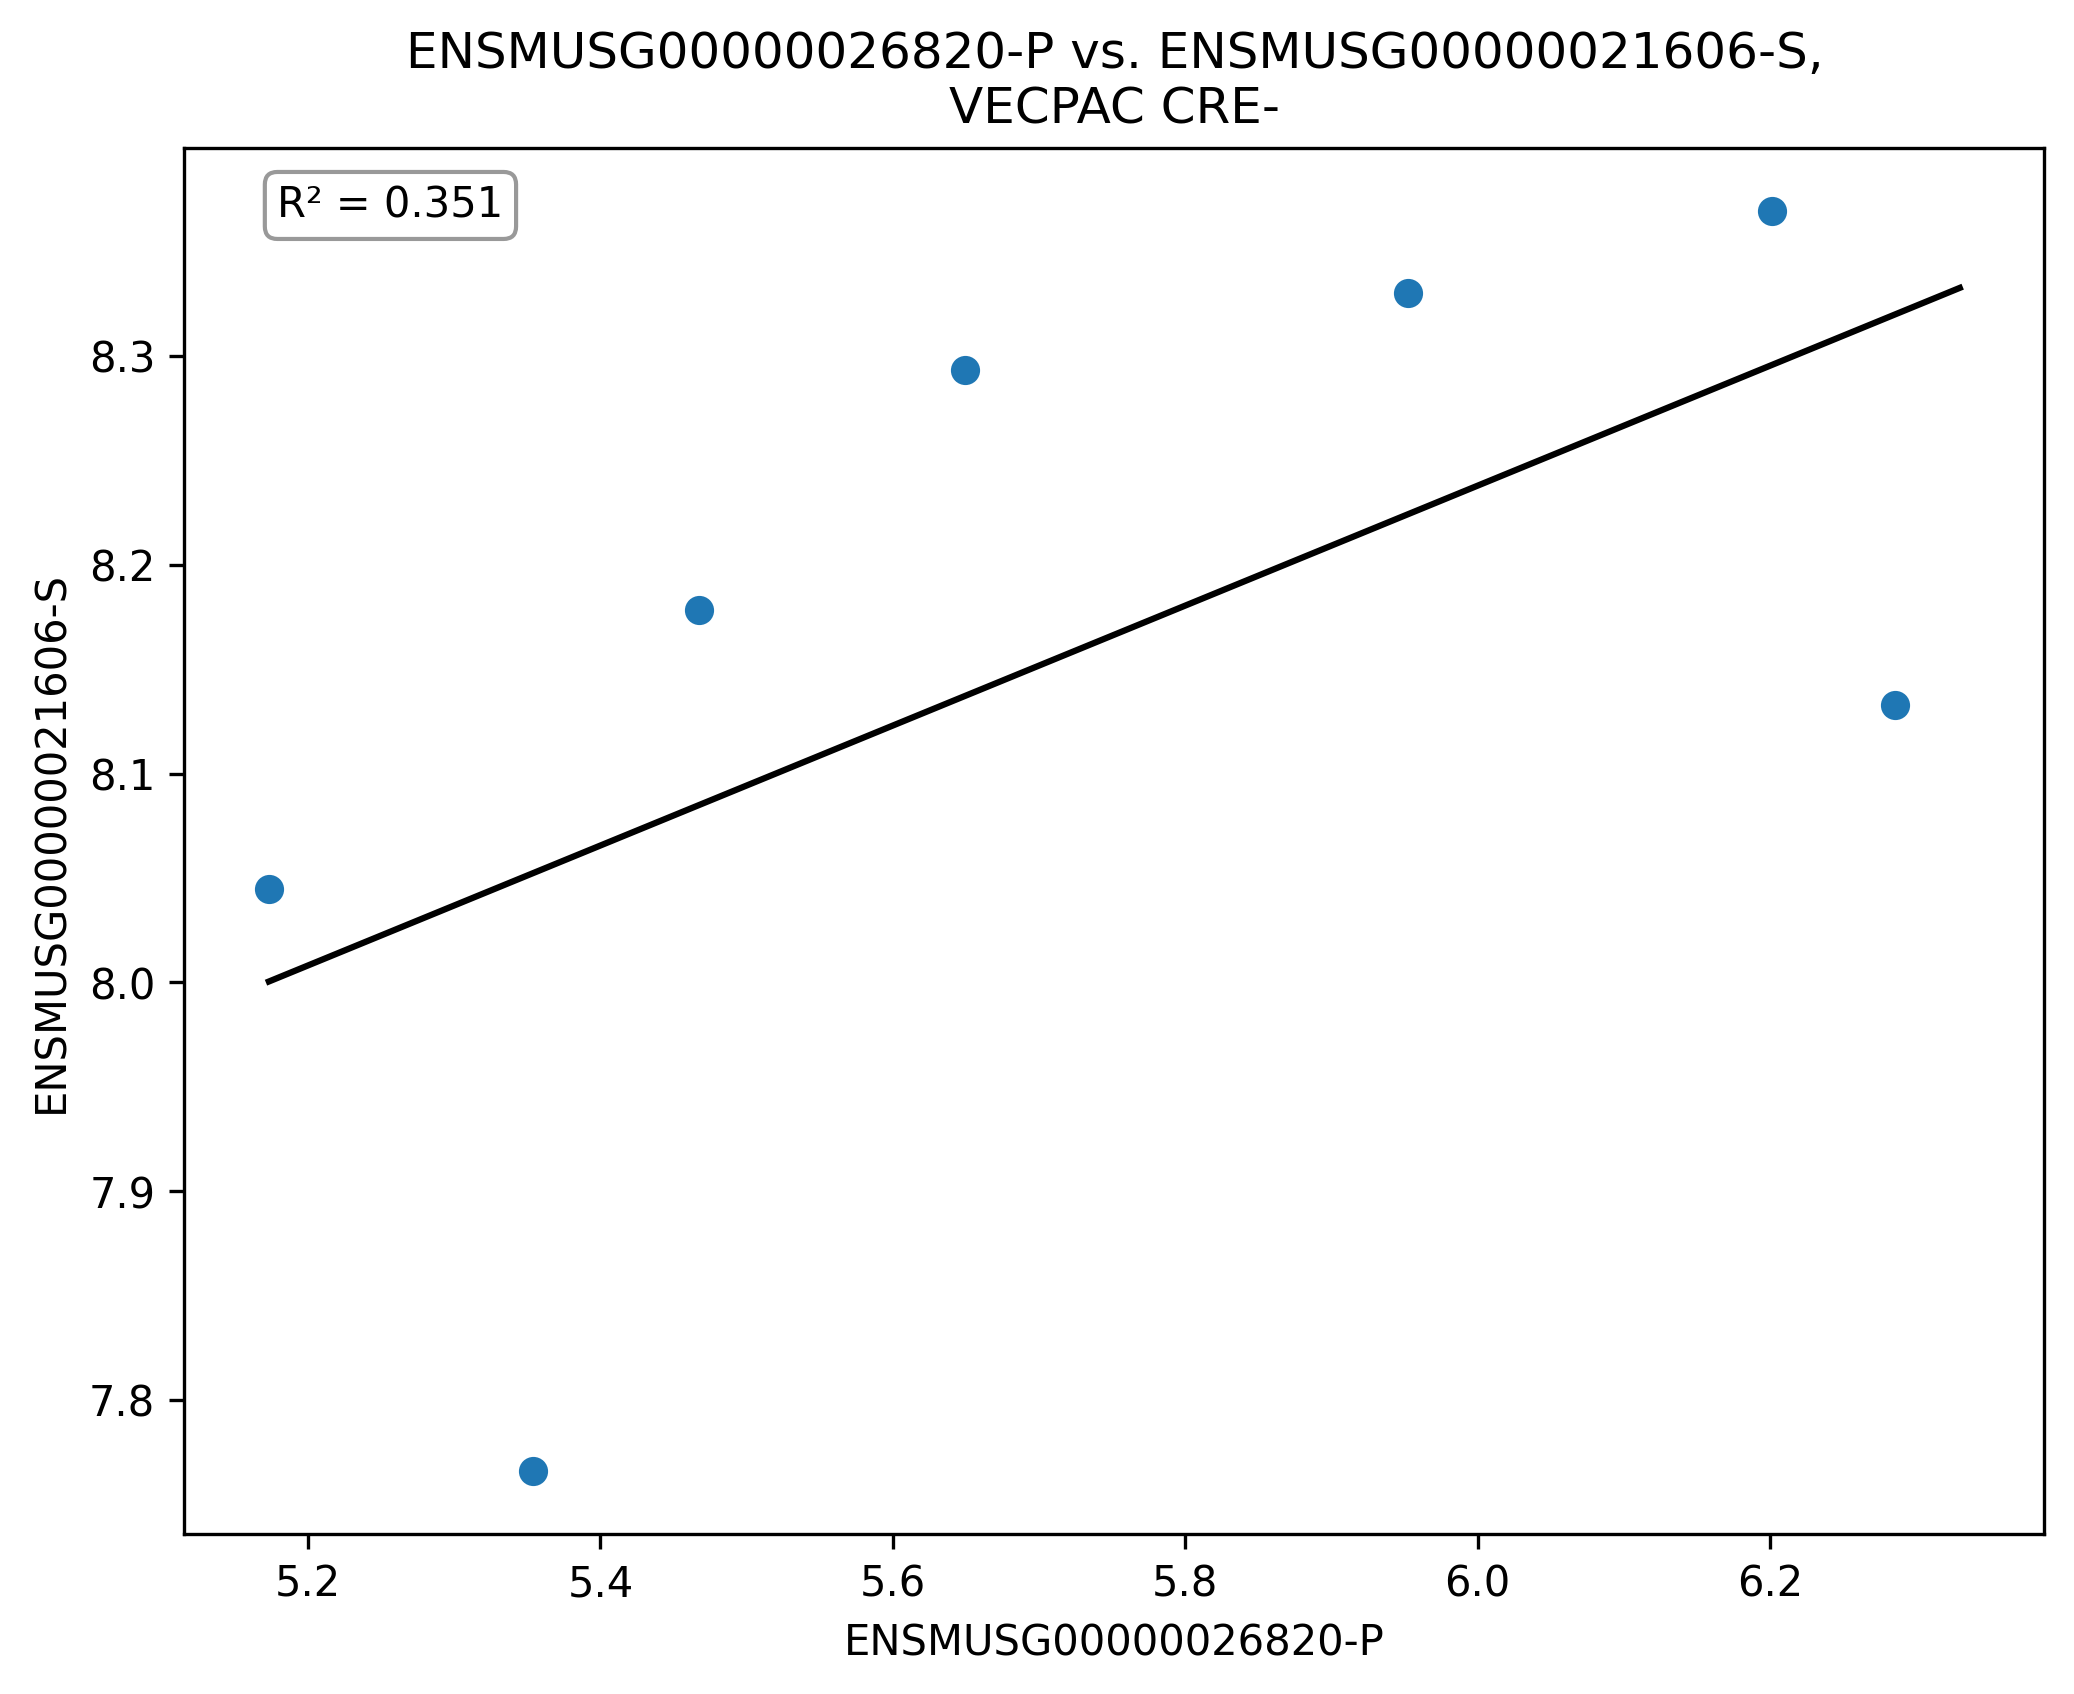 ENSMUSG00000026820-P vs. ENSMUSG00000021606-S,
VECPAC CRE-
R² = 0.351
8.3
8.2
8.1
8.0
7.9
7.8
ENSMUSG00000021606-S
5.2 5.4 5.6 5.8 6.0 6.2
ENSMUSG00000026820-P